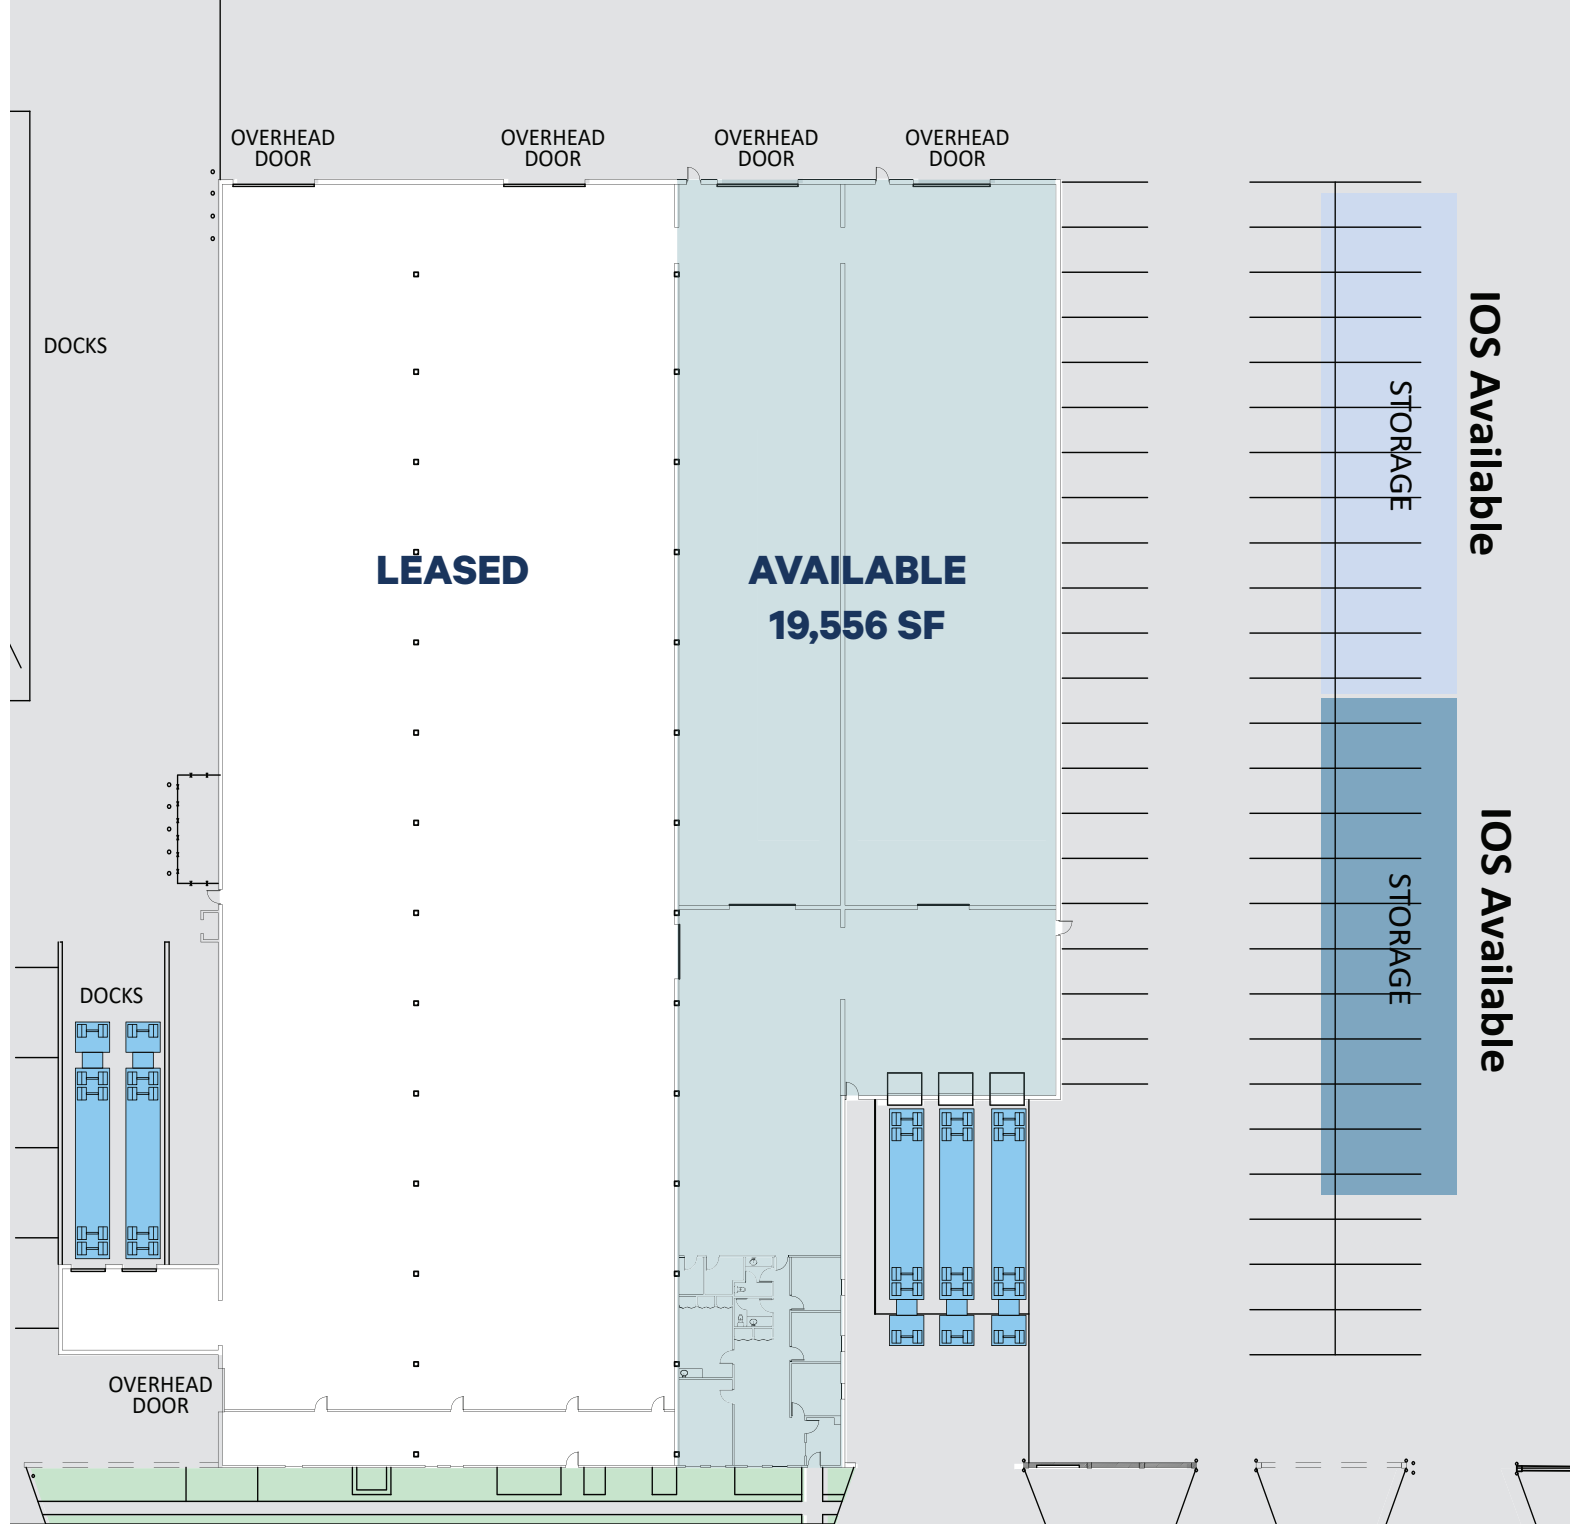 OVERHEAD
DOOR
OVERHEAD
DOOR
OVERHEAD
DOOR
OVERHEAD
DOOR
DOCKS
IOS Available
STORAGE
LEASED
AVAILABLE
19,556 SF
IOS Available
STORAGE
DOCKS
OVERHEAD
DOOR